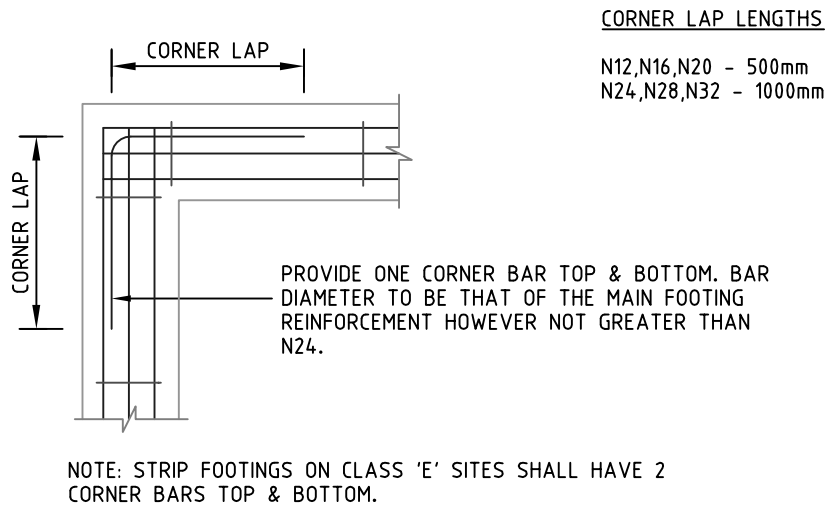 CORNER LAP LENGTHS
N12,N16,N20 - 500mm
N24,N28,N32 - 1000mm
CORNER LAP
CORNER LAP
PROVIDE ONE CORNER BAR TOP & BOTTOM. BAR
DIAMETER TO BE THAT OF THE MAIN FOOTING
REINFORCEMENT HOWEVER NOT GREATER THAN
N24.
NOTE: STRIP FOOTINGS ON CLASS 'E' SITES SHALL HAVE 2
CORNER BARS TOP & BOTTOM.